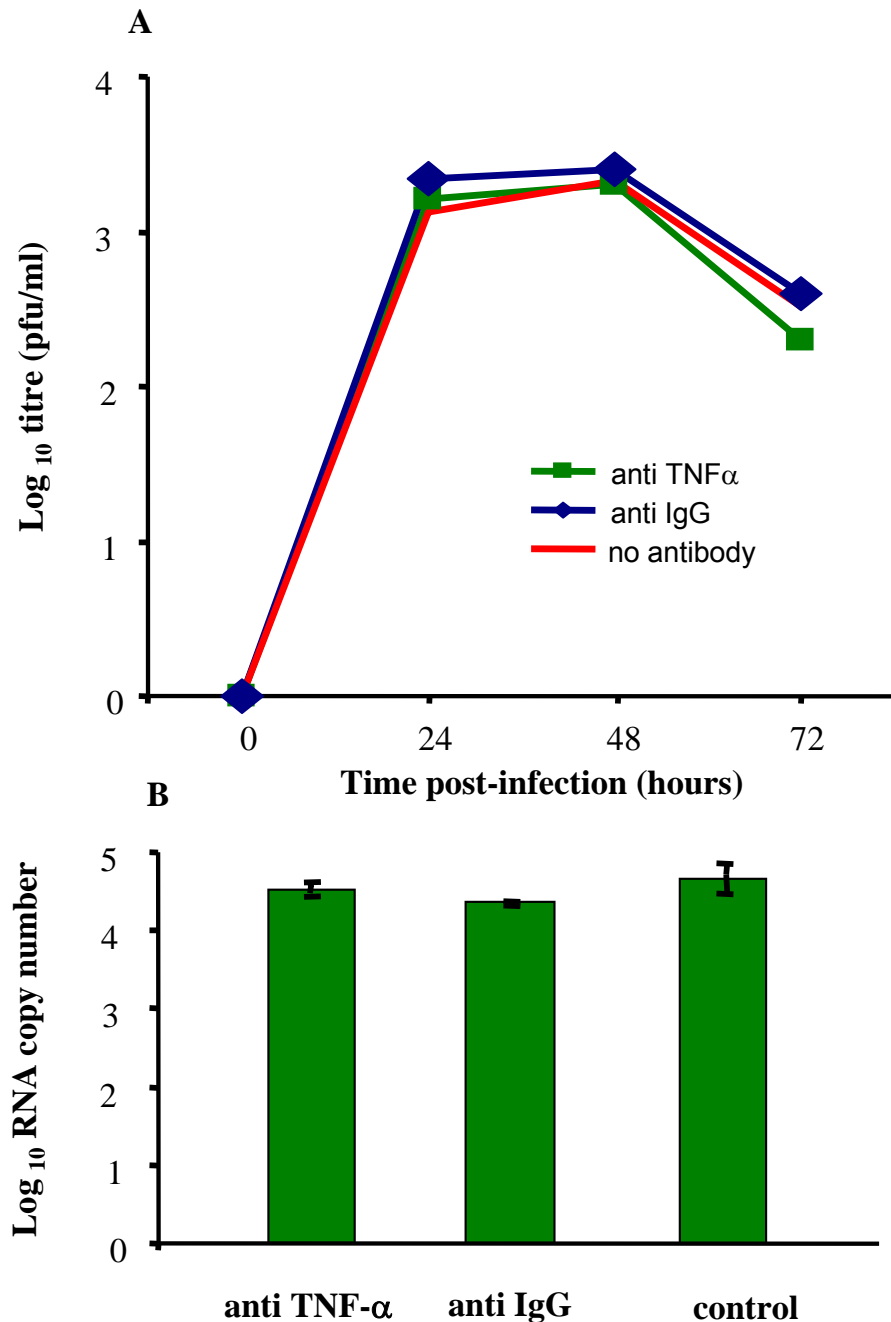 A
4
3
2
1
0
Log 10 titre (pfu/ml)
anti TNFα
anti IgG
no antibody
0 24 48 72
Time post-infection (hours)
B
5
4
3
2
1
0
Log 10 RNA copy number
anti TNF-α anti IgG control